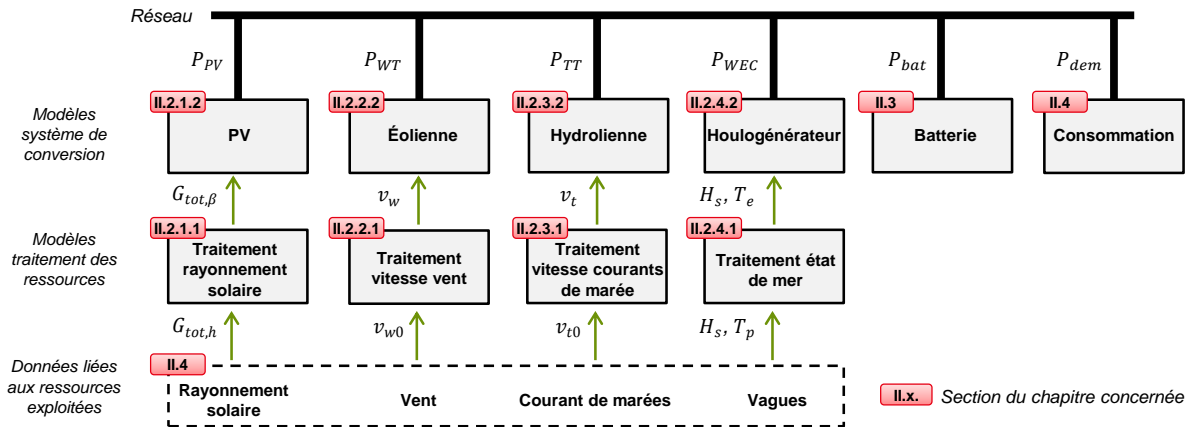 Réseau
P_PV
P_WT
P_TT
P_WEC
P_bat
P_dem
Modèles
système de
conversion
II.2.1.2
PV
II.2.2.2
Éolienne
II.2.3.2
Hydrolienne
II.2.4.2
Houlogénérateur
II.3
Batterie
II.4
Consommation
G_tot,β
v_w
v_t
H_s, T_e
Modèles
traitement des
ressources
II.2.1.1
Traitement
rayonnement
solaire
II.2.2.1
Traitement
vitesse vent
II.2.3.1
Traitement
vitesse courants
de marée
II.2.4.1
Traitement état
de mer
G_tot,h
v_w0
v_t0
H_s, T_p
Données liées
aux ressources
exploitées
II.4
Rayonnement
solaire
Vent
Courant de marées
Vagues
II.x.
Section du chapitre concernée